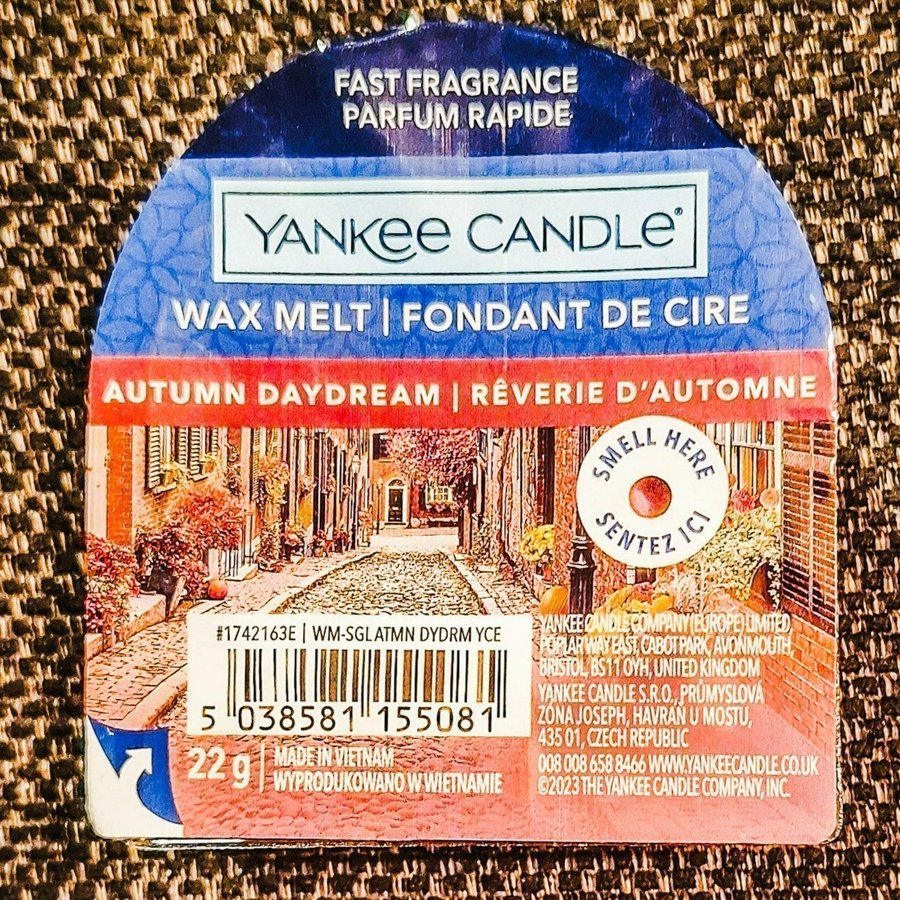 FAST FRAGRANCE
PARFUM RAPIDE
YANKEE CANDLE®
WAX MELT | FONDANT DE CIRE
AUTUMN DAYDREAM | RÊVERIE D'AUTOMNE
SMELL HERE
SENTEZ ICI
#1742163E | WM-SGL ATMN DYDRM YCE
5 038581 155081
22 g | MADE IN VIETNAM
WYPRODUKOWANO W WIETNAMIE
YANKEE CANDLE COMPANY (EUROPE) LIMITED,
POPLAR WAY EAST, CABOT PARK, AVONMOUTH,
BRISTOL, BS11 0YH, UNITED KINGDOM
YANKEE CANDLE S.R.O., PRŮMYSLOVÁ
ZÓNA JOSEPH, HAVRAŇ U MOSTU,
435 01, CZECH REPUBLIC
008 008 658 8466 WWW.YANKEECANDLE.CO.UK
©2023 THE YANKEE CANDLE COMPANY, INC.